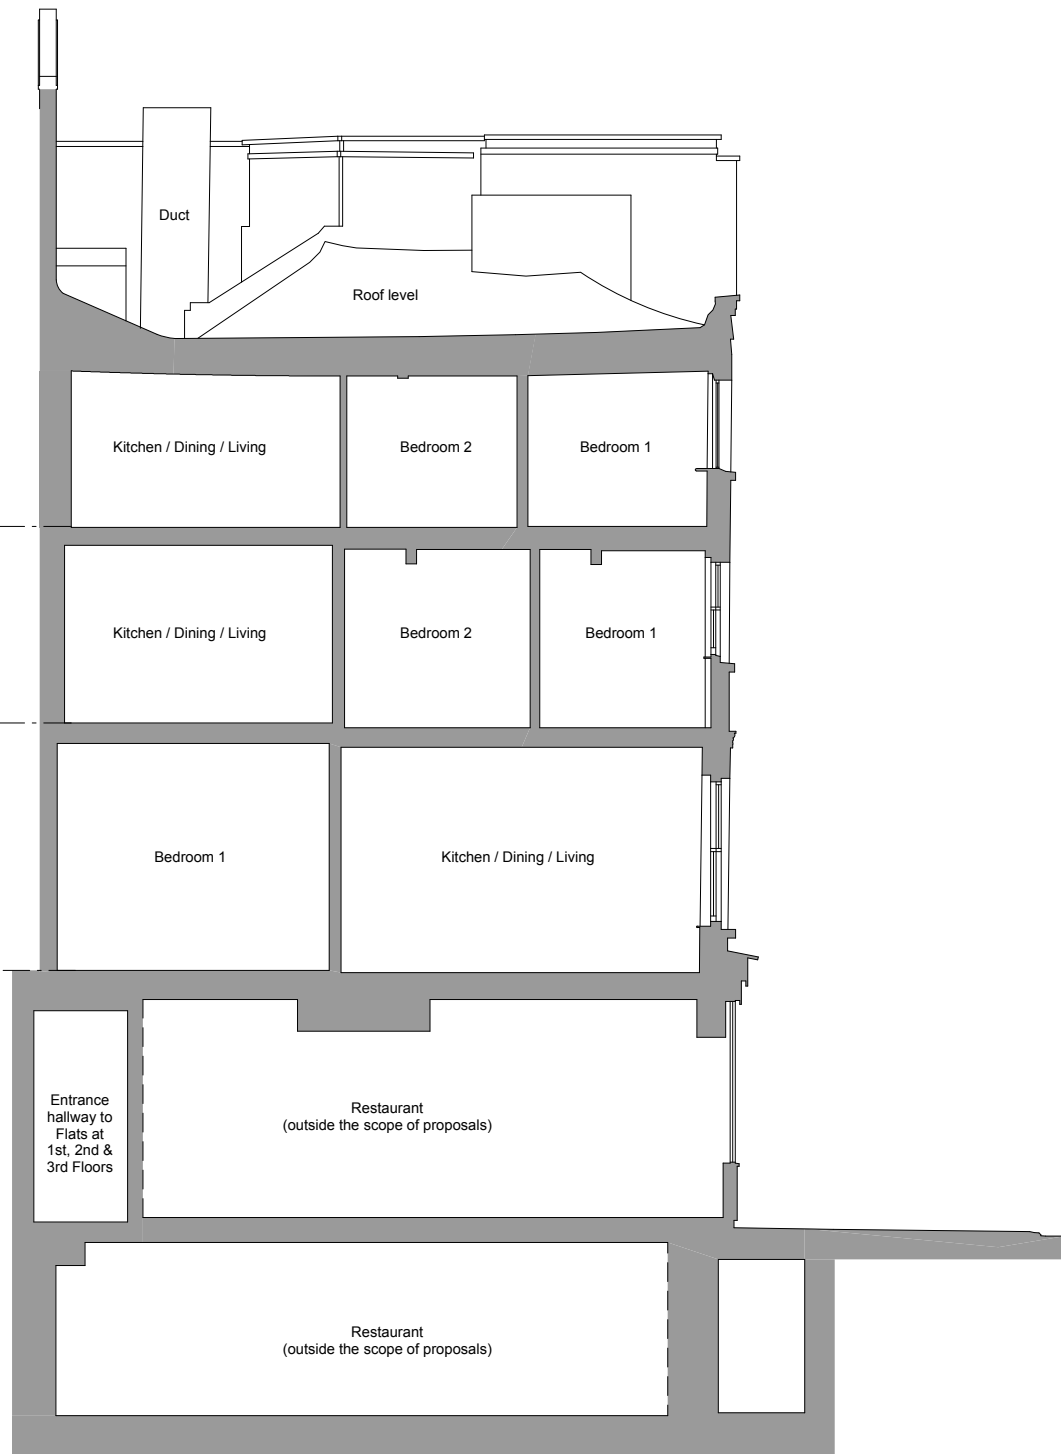 Duct
Roof level
Kitchen / Dining / Living
Bedroom 2
Bedroom 1
Kitchen / Dining / Living
Bedroom 2
Bedroom 1
Bedroom 1
Kitchen / Dining / Living
Entrance
hallway to
Flats at
1st, 2nd &
3rd Floors
Restaurant
(outside the scope of proposals)
Restaurant
(outside the scope of proposals)